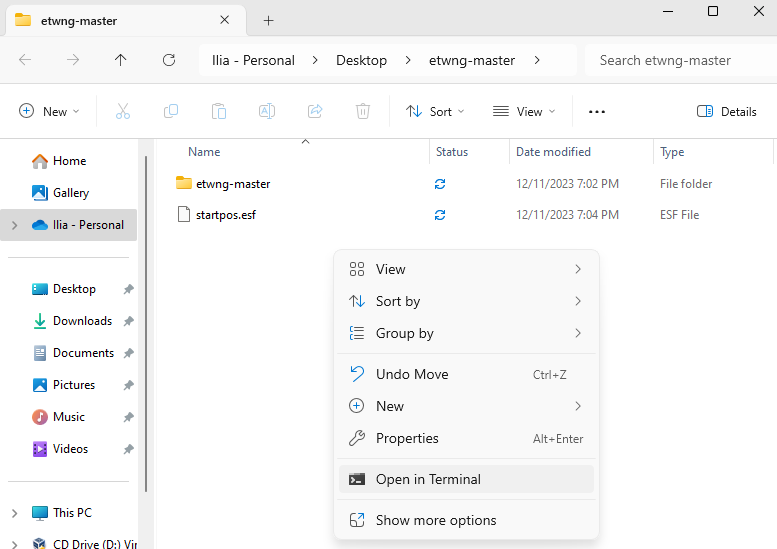 etwng-master
Ilia - Personal > Desktop > etwng-master >
Search etwng-master
New
Sort
View
Details
Name Status Date modified Type
Home
Gallery
Ilia - Personal
Desktop
Downloads
Documents
Pictures
Music
Videos
This PC
CD Drive (D:) Vir
etwng-master 12/11/2023 7:02 PM File folder
startpos.esf 12/11/2023 7:04 PM ESF File
View
Sort by
Group by
Undo Move Ctrl+Z
New
Properties Alt+Enter
Open in Terminal
Show more options